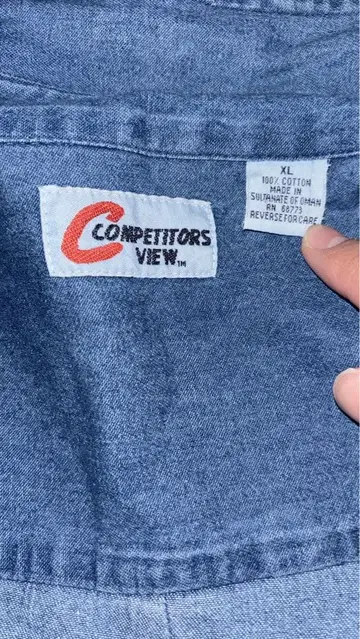 COMPETITORS
VIEW™
XL
100% COTTON
MADE IN
SULTANATE OF OMAN
RN 68773
REVERSE FOR CARE